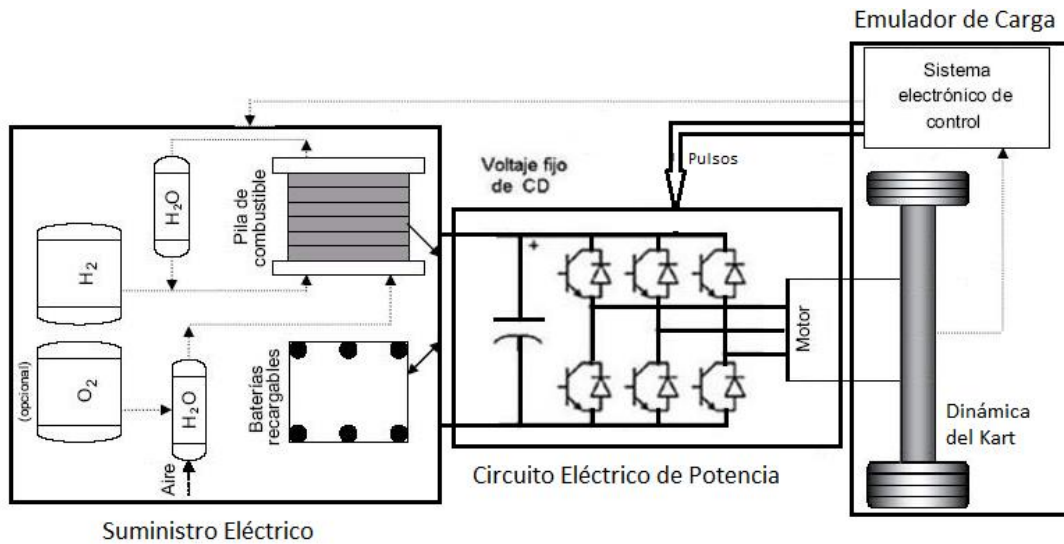 Emulador de Carga
Sistema
electrónico de
control
Pulsos
Voltaje fijo
de CD
+
H₂O
Pila de
combustible
H₂
(opcional)
O₂
H₂O
Aire
Baterías
recargables
Motor
Dinámica
del Kart
Circuito Eléctrico de Potencia
Suministro Eléctrico